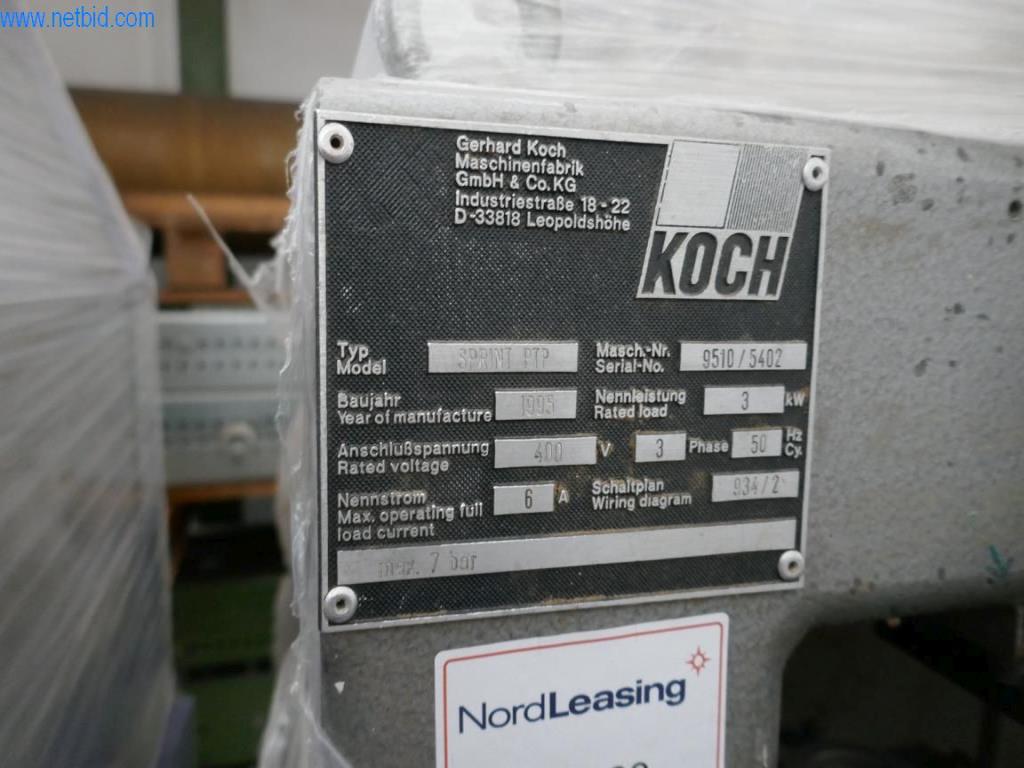 www.netbid.com
Gerhard Koch
Maschinenfabrik
GmbH & Co.KG
Industriestraße 18 - 22
D-33818 Leopoldshöhe
KOCH
Typ
Model
SPRINT PTP
Masch.-Nr.
Serial-No.
9510 / 5402
Baujahr
Year of manufacture
1995
Nennleistung
Rated load
3 kW
Anschlußspannung
Rated voltage
400 V
3 Phase 50 Hz
Cy.
Nennstrom
Max. operating full
load current
6 A
Schaltplan
Wiring diagram
934/2
max. 7 bar
NordLeasing